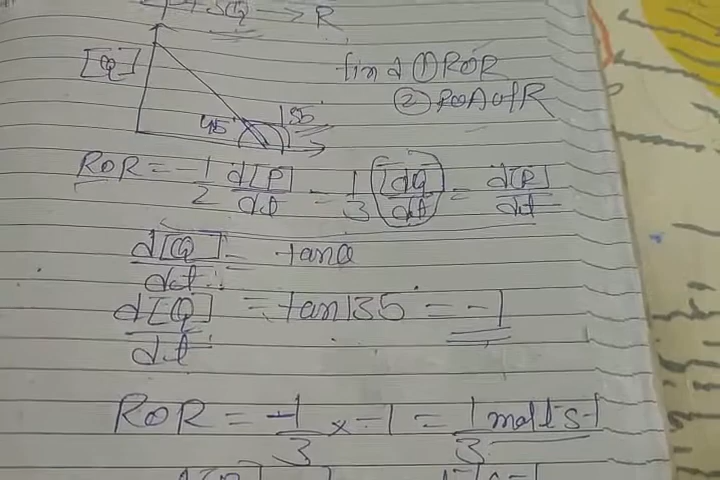 3Q → R
[Q] find ① ROR
② ROA of R
45° 135°
ROR = -1/2 d[P]/dt = 1/3 [dQ]/dt = d[R]/dt
d[Q]/dt = tanθ
d[Q]/dt = tan135° = -1
ROR = -1/3 × -1 = 1/3 mol L⁻¹ s⁻¹